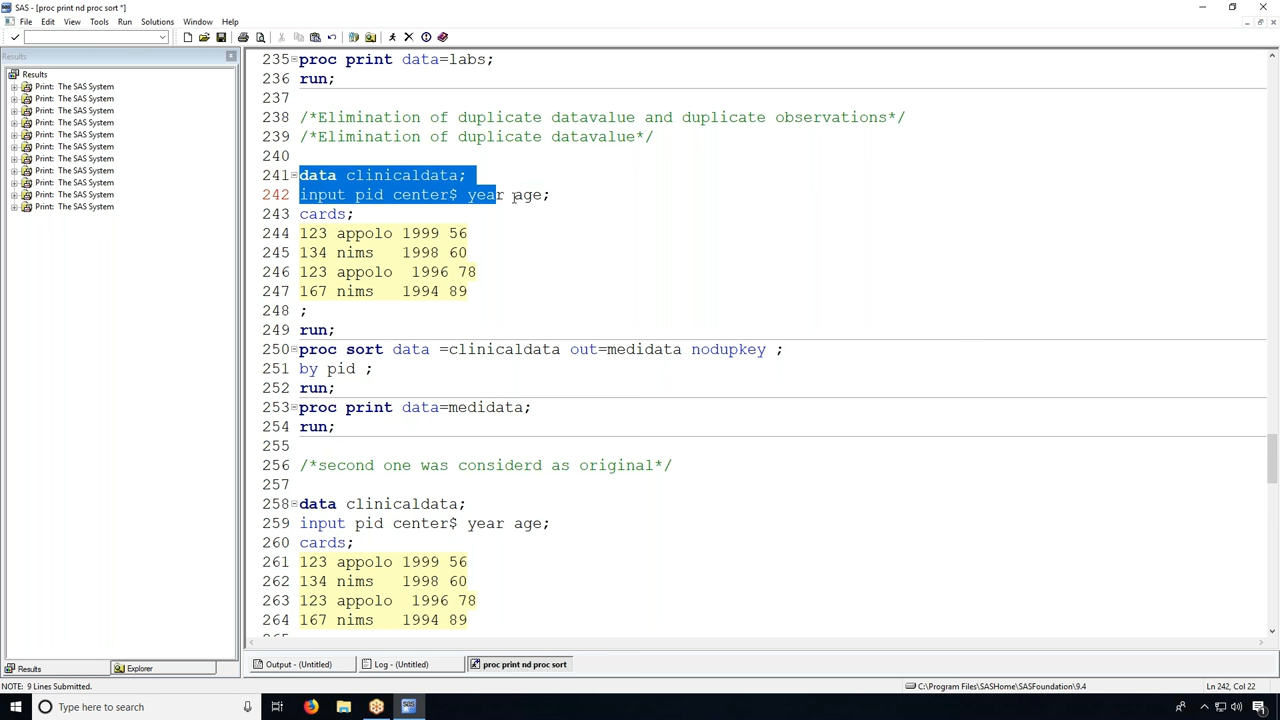 SAS - [proc print nd proc sort *]
File Edit View Tools Run Solutions Window Help
Results
Results
Print: The SAS System
Print: The SAS System
Print: The SAS System
Print: The SAS System
Print: The SAS System
Print: The SAS System
Print: The SAS System
Print: The SAS System
Print: The SAS System
Print: The SAS System
Print: The SAS System
235 proc print data=labs;
236 run;
237
238 /*Elimination of duplicate datavalue and duplicate observations*/
239 /*Elimination of duplicate datavalue*/
240
241 data clinicaldata;
242 input pid center$ year age;
243 cards;
244 123 appolo 1999 56
245 134 nims   1998 60
246 123 appolo  1996 78
247 167 nims   1994 89
248 ;
249 run;
250 proc sort data =clinicaldata out=medidata nodupkey ;
251 by pid ;
252 run;
253 proc print data=medidata;
254 run;
255
256 /*second one was considerd as original*/
257
258 data clinicaldata;
259 input pid center$ year age;
260 cards;
261 123 appolo 1999 56
262 134 nims   1998 60
263 123 appolo  1996 78
264 167 nims   1994 89
Results Explorer Output - (Untitled) Log - (Untitled) proc print nd proc sort
NOTE: 9 Lines Submitted. C:\Program Files\SASHome\SASFoundation\9.4 Ln 242, Col 22
Type here to search